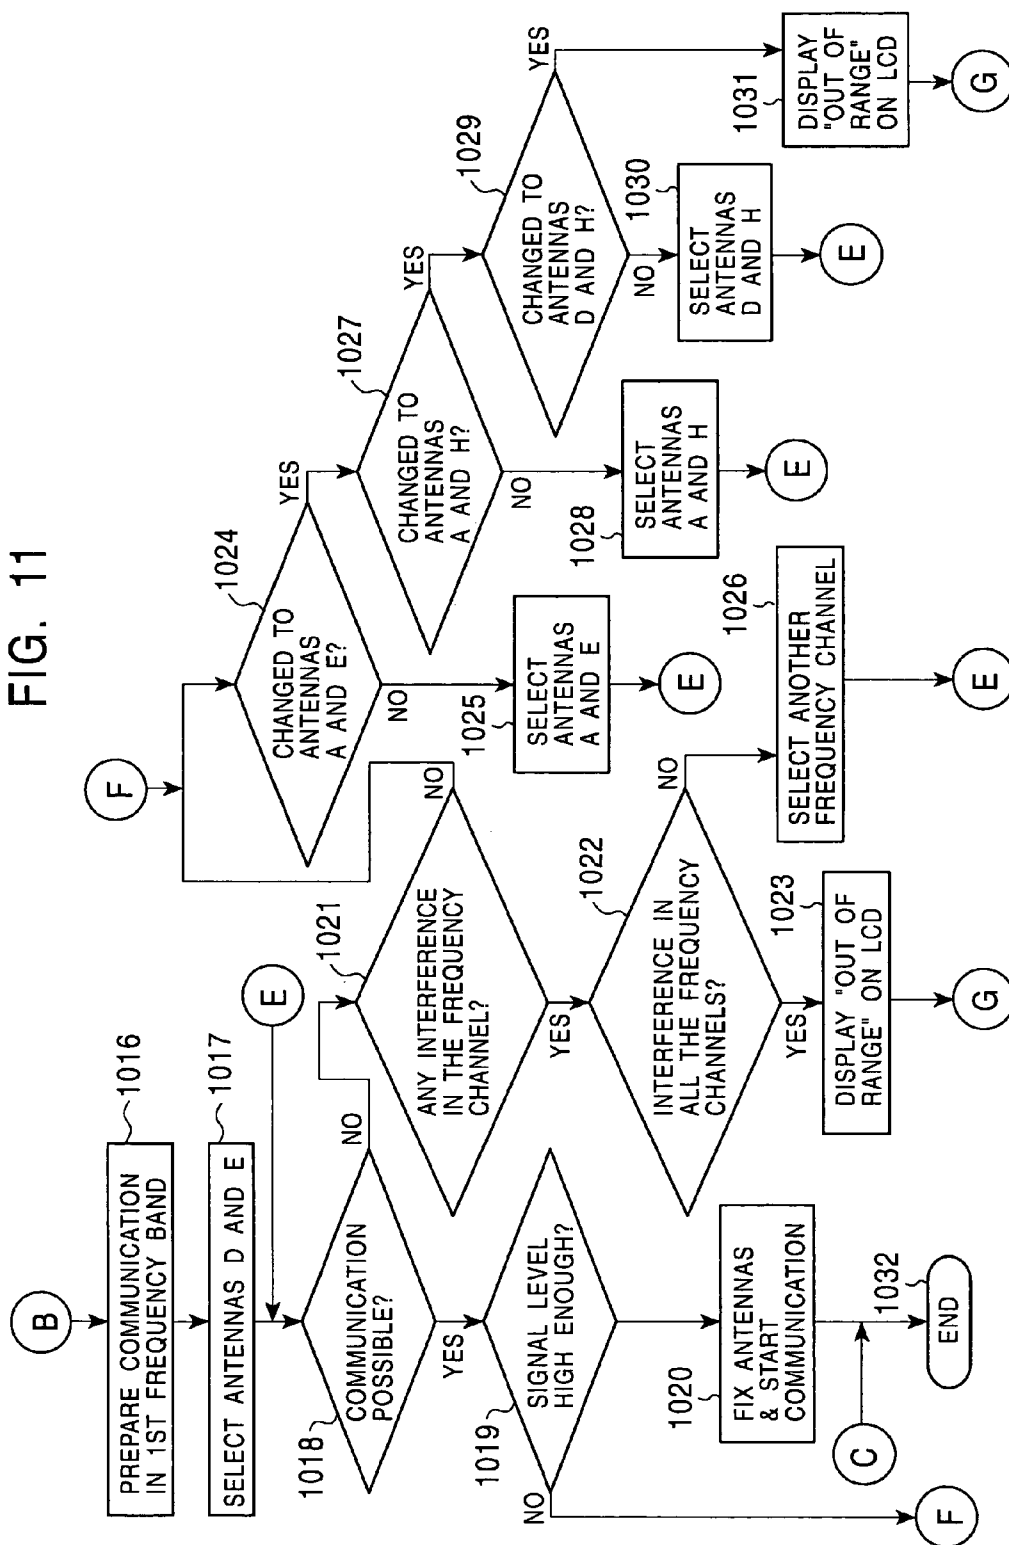 FIG. 11
B
PREPARE COMMUNICATION
IN 1ST FREQUENCY BAND
1016
SELECT ANTENNAS D AND E
1017
E
COMMUNICATION
POSSIBLE?
1018
NO
YES
SIGNAL LEVEL
HIGH ENOUGH?
1019
NO
F
FIX ANTENNAS
& START
COMMUNICATION
1020
C
END
1032
ANY INTERFERENCE
IN THE FREQUENCY
CHANNEL?
1021
NO
YES
INTERFERENCE IN
ALL THE FREQUENCY
CHANNELS?
1022
NO
YES
DISPLAY "OUT OF
RANGE" ON LCD
1023
G
SELECT ANOTHER
FREQUENCY CHANNEL
1026
E
F
CHANGED TO
ANTENNAS
A AND E?
1024
YES
NO
SELECT
ANTENNAS
A AND E
1025
E
CHANGED TO
ANTENNAS
A AND H?
1027
YES
NO
SELECT
ANTENNAS
A AND H
1028
E
CHANGED TO
ANTENNAS
D AND H?
1029
YES
NO
SELECT
ANTENNAS
D AND H
1030
E
DISPLAY
"OUT OF
RANGE"
ON LCD
1031
G